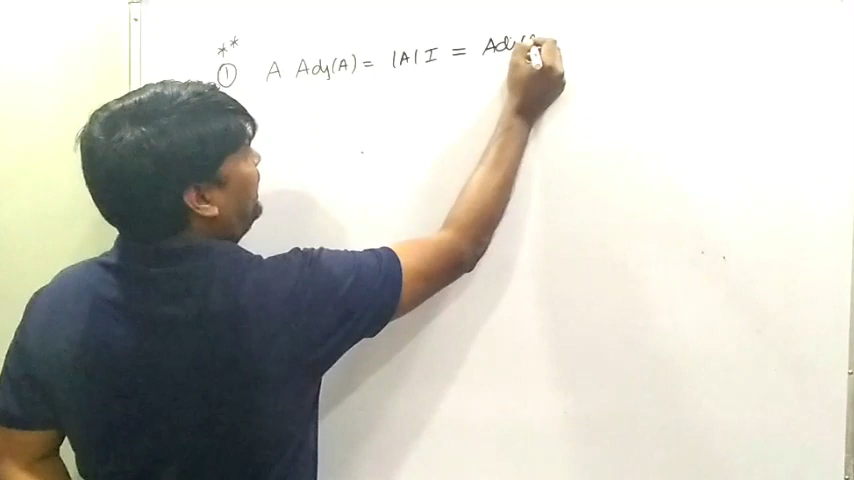 **
① A Adj(A) = |A| I = Adj(